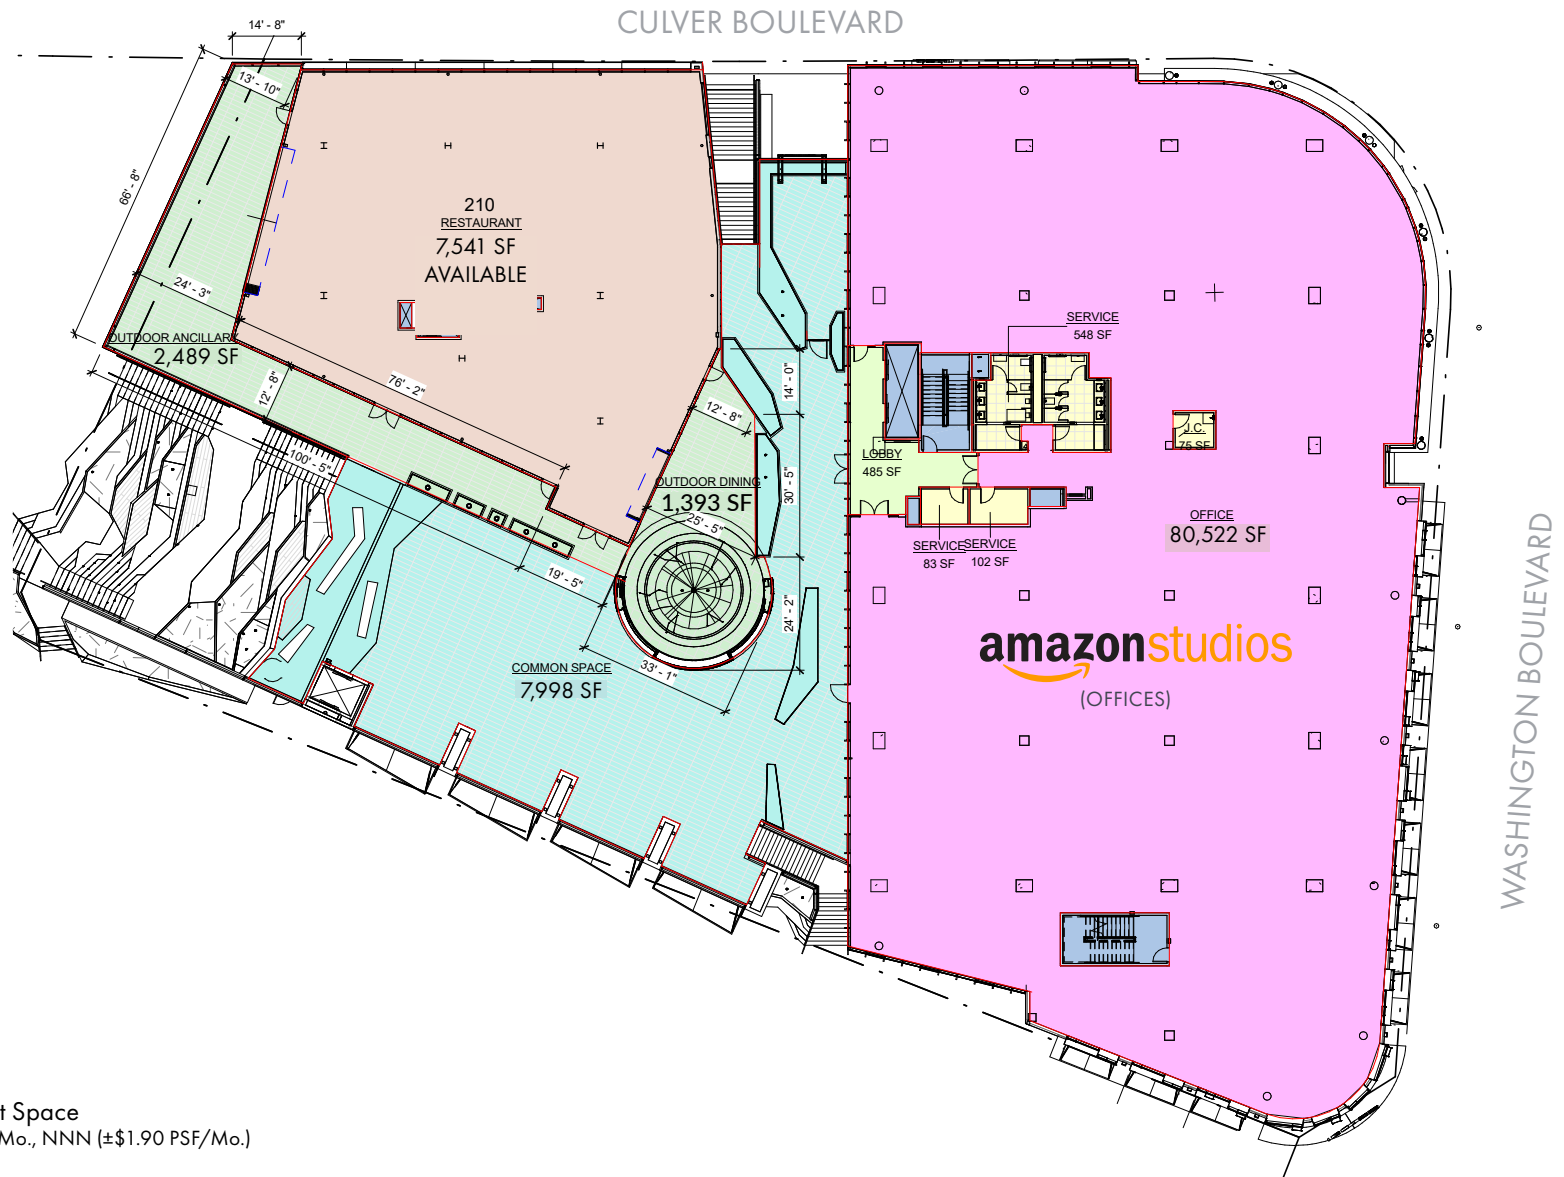 CULVER BOULEVARD
14' - 8"
13' - 10"
66' - 8"
210
RESTAURANT
7,541 SF
AVAILABLE
24' - 3"
OUTDOOR ANCILLARY
2,489 SF
12' - 8"
76' - 2"
100' - 5"
14' - 0"
12' - 8"
OUTDOOR DINING
1,393 SF
30' - 5"
25' - 5"
19' - 5"
24' - 2"
33' - 1"
COMMON SPACE
7,998 SF
SERVICE
548 SF
J.C.
75 SF
LOBBY
485 SF
SERVICE
83 SF
SERVICE
102 SF
OFFICE
80,522 SF
amazonstudios
(OFFICES)
WASHINGTON BOULEVARD
t Space
Mo., NNN (±$1.90 PSF/Mo.)